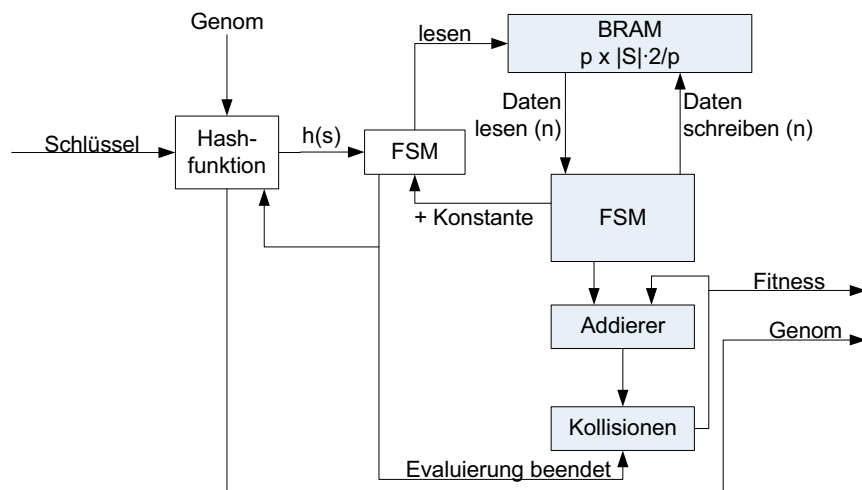 Genom
lesen
BRAM
p x |S|·2/p
Daten
lesen (n)
Daten
schreiben (n)
Schlüssel
Hash-
funktion
h(s)
FSM
+ Konstante
FSM
Fitness
Addierer
Genom
Kollisionen
Evaluierung beendet